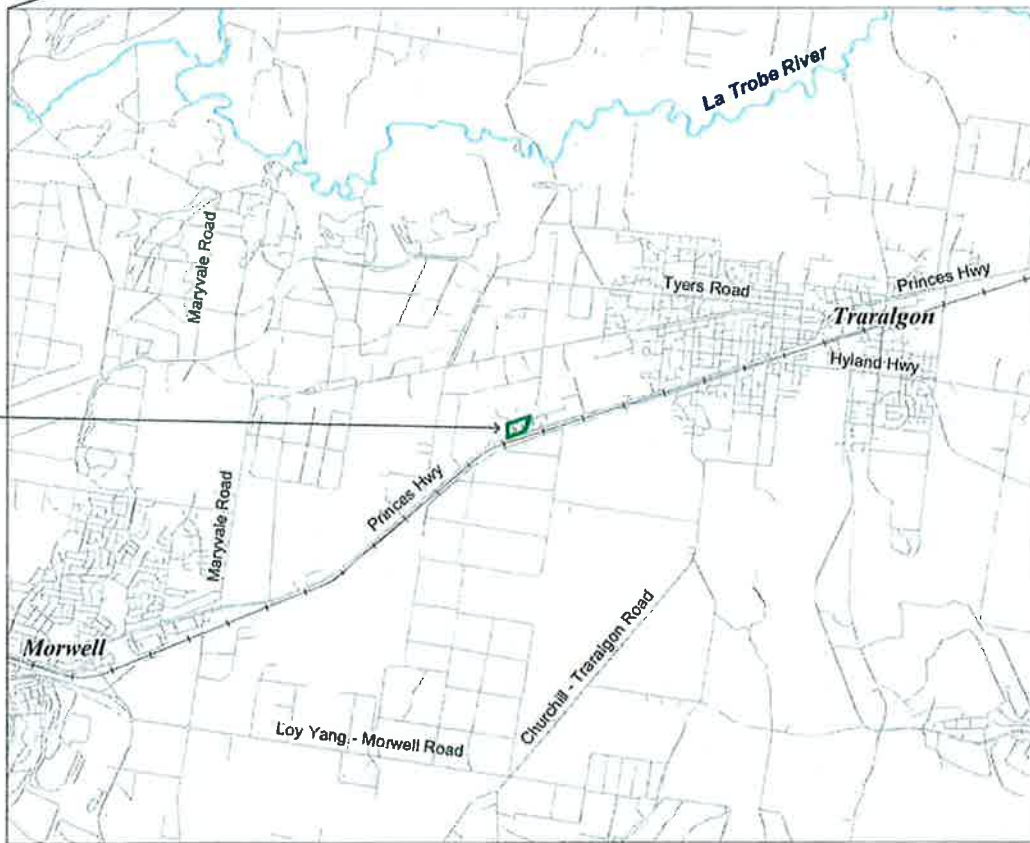 La Trobe River
Maryvale Road
Tyers Road
Princes Hwy
Traralgon
Hyland Hwy
Princes Hwy
Maryvale Road
Morwell
Churchill - Traralgon Road
Loy Yang - Morwell Road